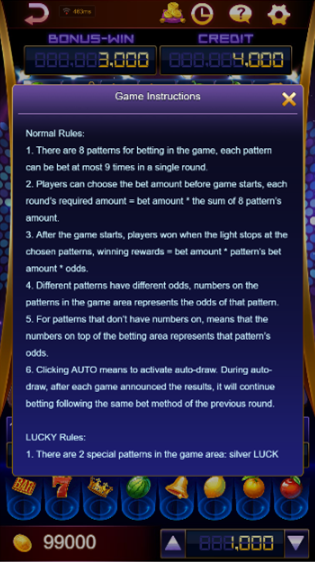 483ms
BONUS-WIN
CREDIT
3,000
4,000
Game Instructions
Normal Rules:
1. There are 8 patterns for betting in the game, each pattern
can be bet at most 9 times in a single round.
2. Players can choose the bet amount before game starts, each
round's required amount = bet amount * the sum of 8 pattern's
amount.
3. After the game starts, players won when the light stops at the
chosen patterns, winning rewards = bet amount * pattern's bet
amount * odds.
4. Different patterns have different odds, numbers on the
patterns in the game area represents the odds of that pattern.
5. For patterns that don't have numbers on, means that the
numbers on top of the betting area represents that pattern's
odds.
6. Clicking AUTO means to activate auto-draw. During auto-
draw, after each game announced the results, it will continue
betting following the same bet method of the previous round.
LUCKY Rules:
1. There are 2 special patterns in the game area: silver LUCK
BAR
7
99000
1,000